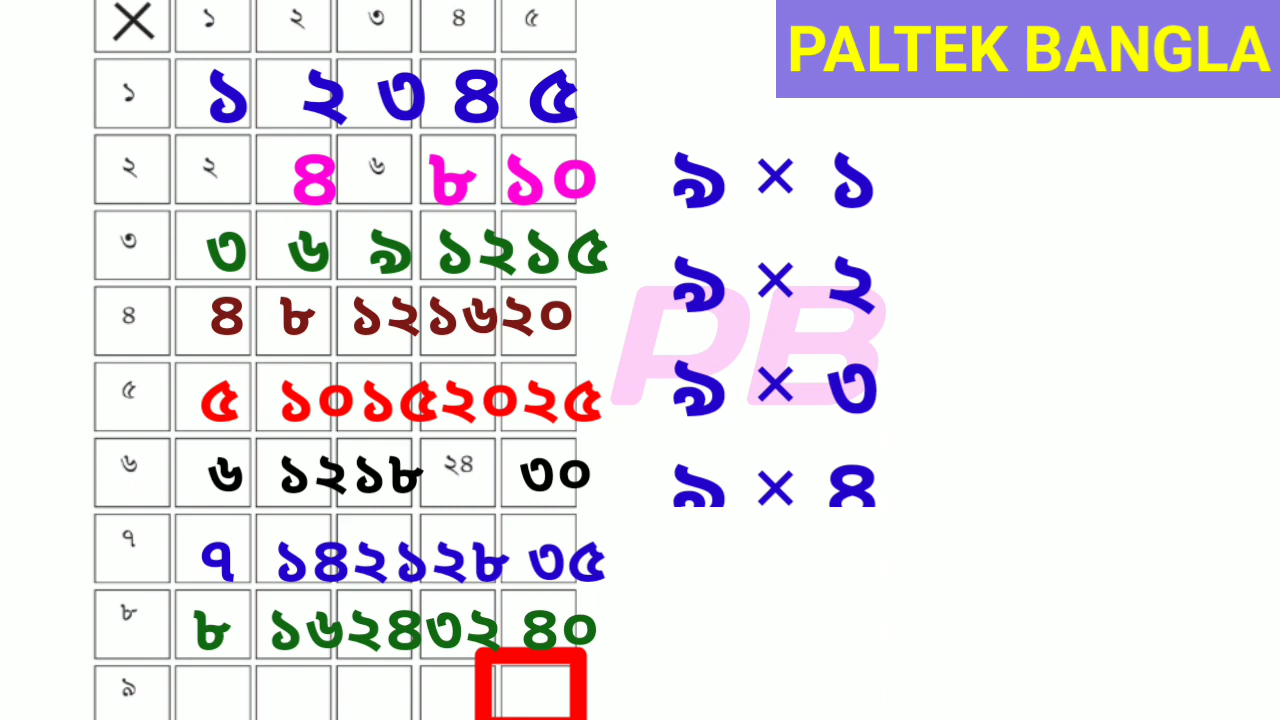 × ১ ২ ৩ ৪ ৫
PALTEK BANGLA
১ ১ ২ ৩ ৪ ৫
২ ২ ৪ ৬ ৮ ১০
৩ ৩ ৬ ৯ ১২ ১৫
৪ ৪ ৮ ১২ ১৬ ২০
৫ ৫ ১০ ১৫ ২০ ২৫
৬ ৬ ১২ ১৮ ২৪ ৩০
৭ ৭ ১৪ ২১ ২৮ ৩৫
৮ ৮ ১৬ ২৪ ৩২ ৪০
৯
৯ × ১
৯ × ২
৯ × ৩
৯ × ৪
PB